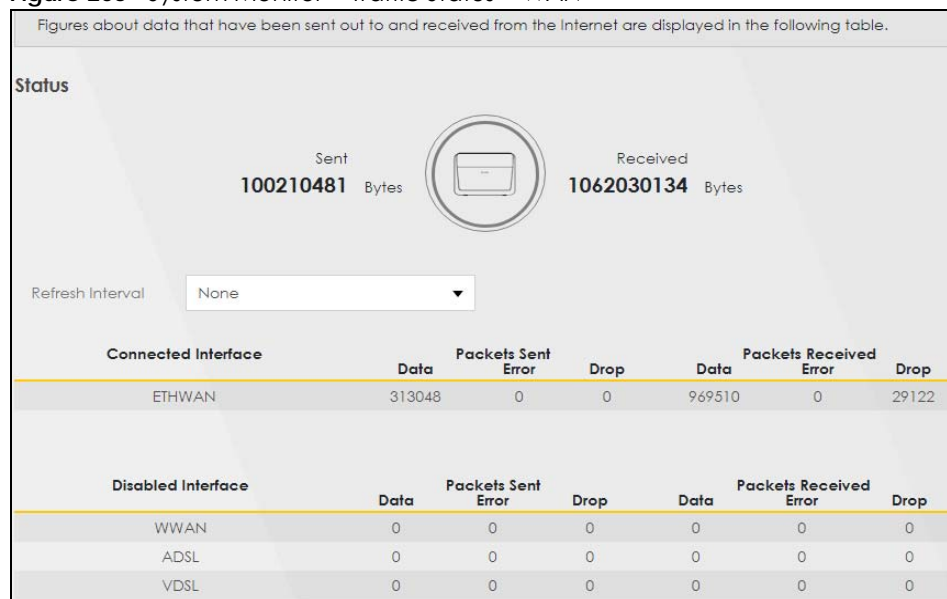 Figures about data that have been sent out to and received from the Internet are displayed in the following table.
Status
Sent
100210481 Bytes
Received
1062030134 Bytes
Refresh Interval None
Connected Interface Packets Sent Packets Received
Data Error Drop Data Error Drop
ETHWAN 313048 0 0 969510 0 29122
Disabled Interface Packets Sent Packets Received
Data Error Drop Data Error Drop
WWAN 0 0 0 0 0 0
ADSL 0 0 0 0 0 0
VDSL 0 0 0 0 0 0